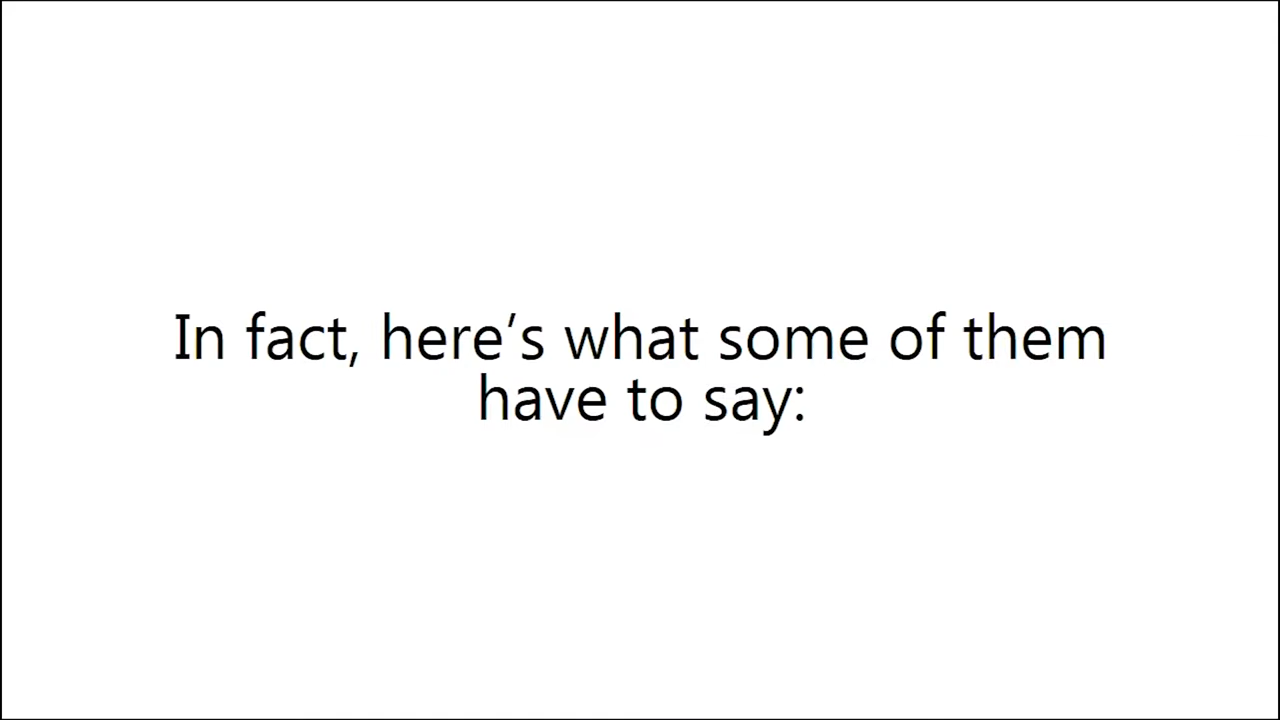 In fact, here’s what some of them
have to say: